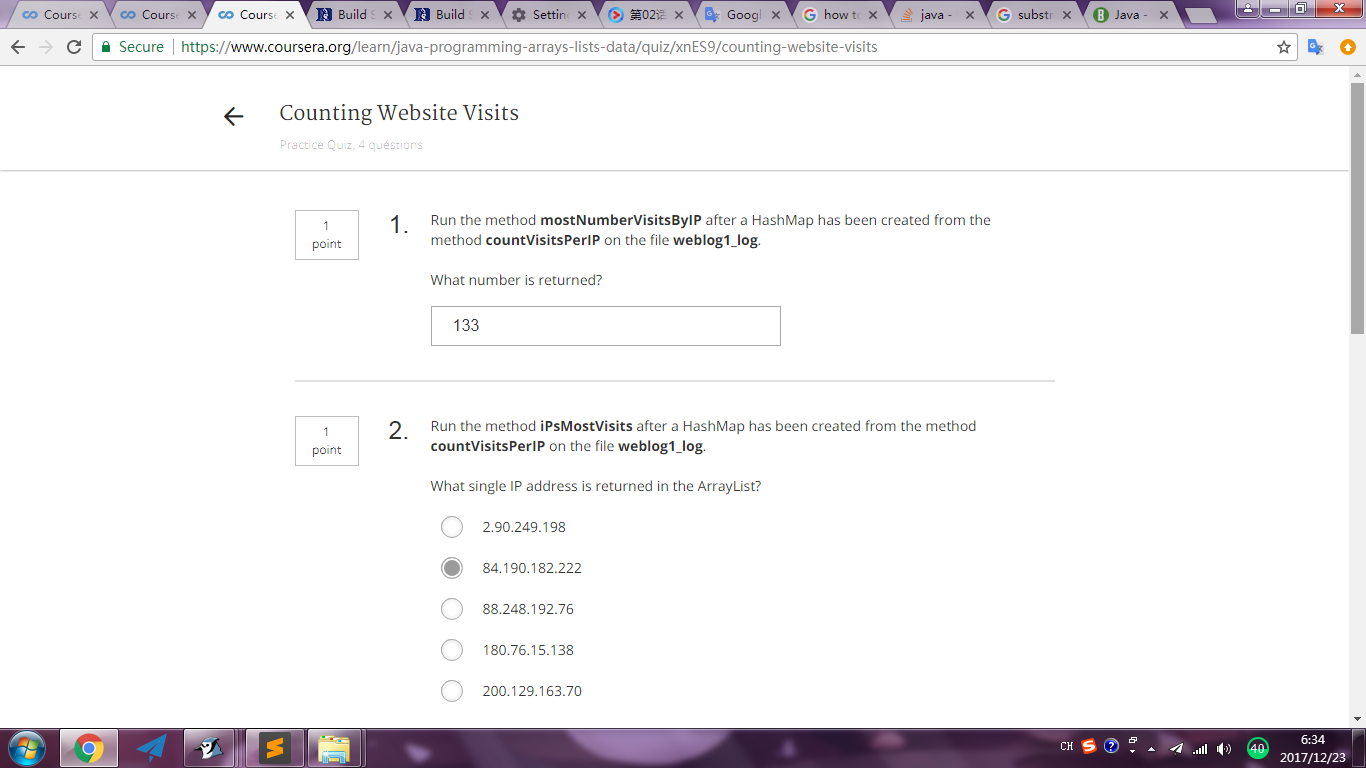 Course
Course
Course
Build S
Build S
Settin
第02讲
Googl
how to
java -
substr
Java -
Secure
https://www.coursera.org/learn/java-programming-arrays-lists-data/quiz/xnES9/counting-website-visits
Counting Website Visits
Practice Quiz, 4 questions
1
point
1.
Run the method mostNumberVisitsByIP after a HashMap has been created from the
method countVisitsPerIP on the file weblog1_log.
What number is returned?
133
1
point
2.
Run the method iPsMostVisits after a HashMap has been created from the method
countVisitsPerIP on the file weblog1_log.
What single IP address is returned in the ArrayList?
2.90.249.198
84.190.182.222
88.248.192.76
180.76.15.138
200.129.163.70
CH
40
6:34
2017/12/23